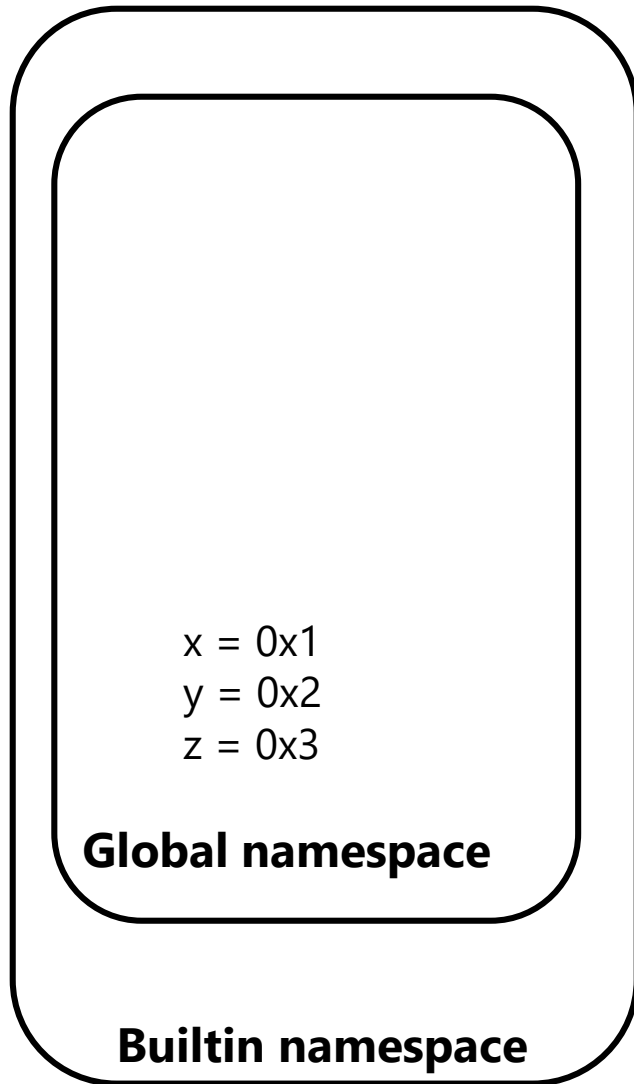 x = 0x1
y = 0x2
z = 0x3
Global namespace
Builtin namespace